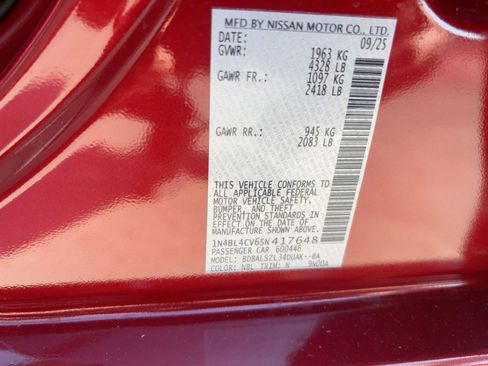 MFD BY NISSAN MOTOR CO., LTD.
DATE: 09/25
GVWR: 1963 KG
4328 LB
GAWR FR.: 1097 KG
2418 LB
GAWR RR.: 945 KG
2083 LB
THIS VEHICLE CONFORMS TO
ALL APPLICABLE FEDERAL
MOTOR VEHICLE SAFETY,
BUMPER, AND THEFT
PREVENTION STANDARDS IN
EFFECT ON THE DATE OF
MANUFACTURE SHOWN ABOVE.
1N4BL4CV6SN417648
PASSENGER CAR 600446
MODEL: BDBALSZL34DUAK--BA
COLOR: NBL TRIM: N 9N00A